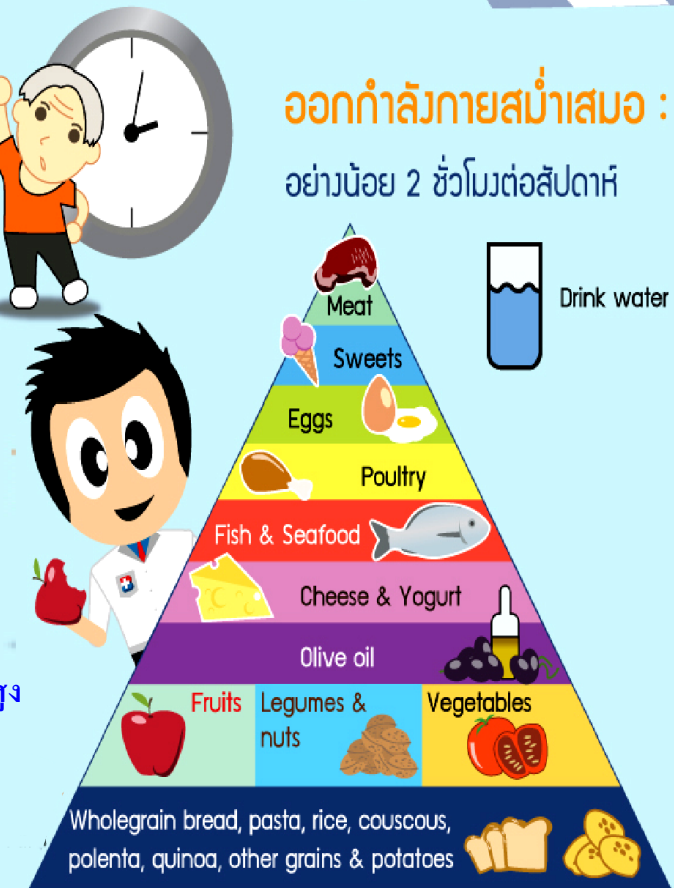 ออกกำลังกายสม่ำเสมอ :
อย่างน้อย 2 ชั่วโมงต่อสัปดาห์
Drink water
Meat
Sweets
Eggs
Poultry
Fish & Seafood
Cheese & Yogurt
Olive oil
Fruits
Legumes &
nuts
Vegetables
Wholegrain bread, pasta, rice, couscous,
polenta, quinoa, other grains & potatoes